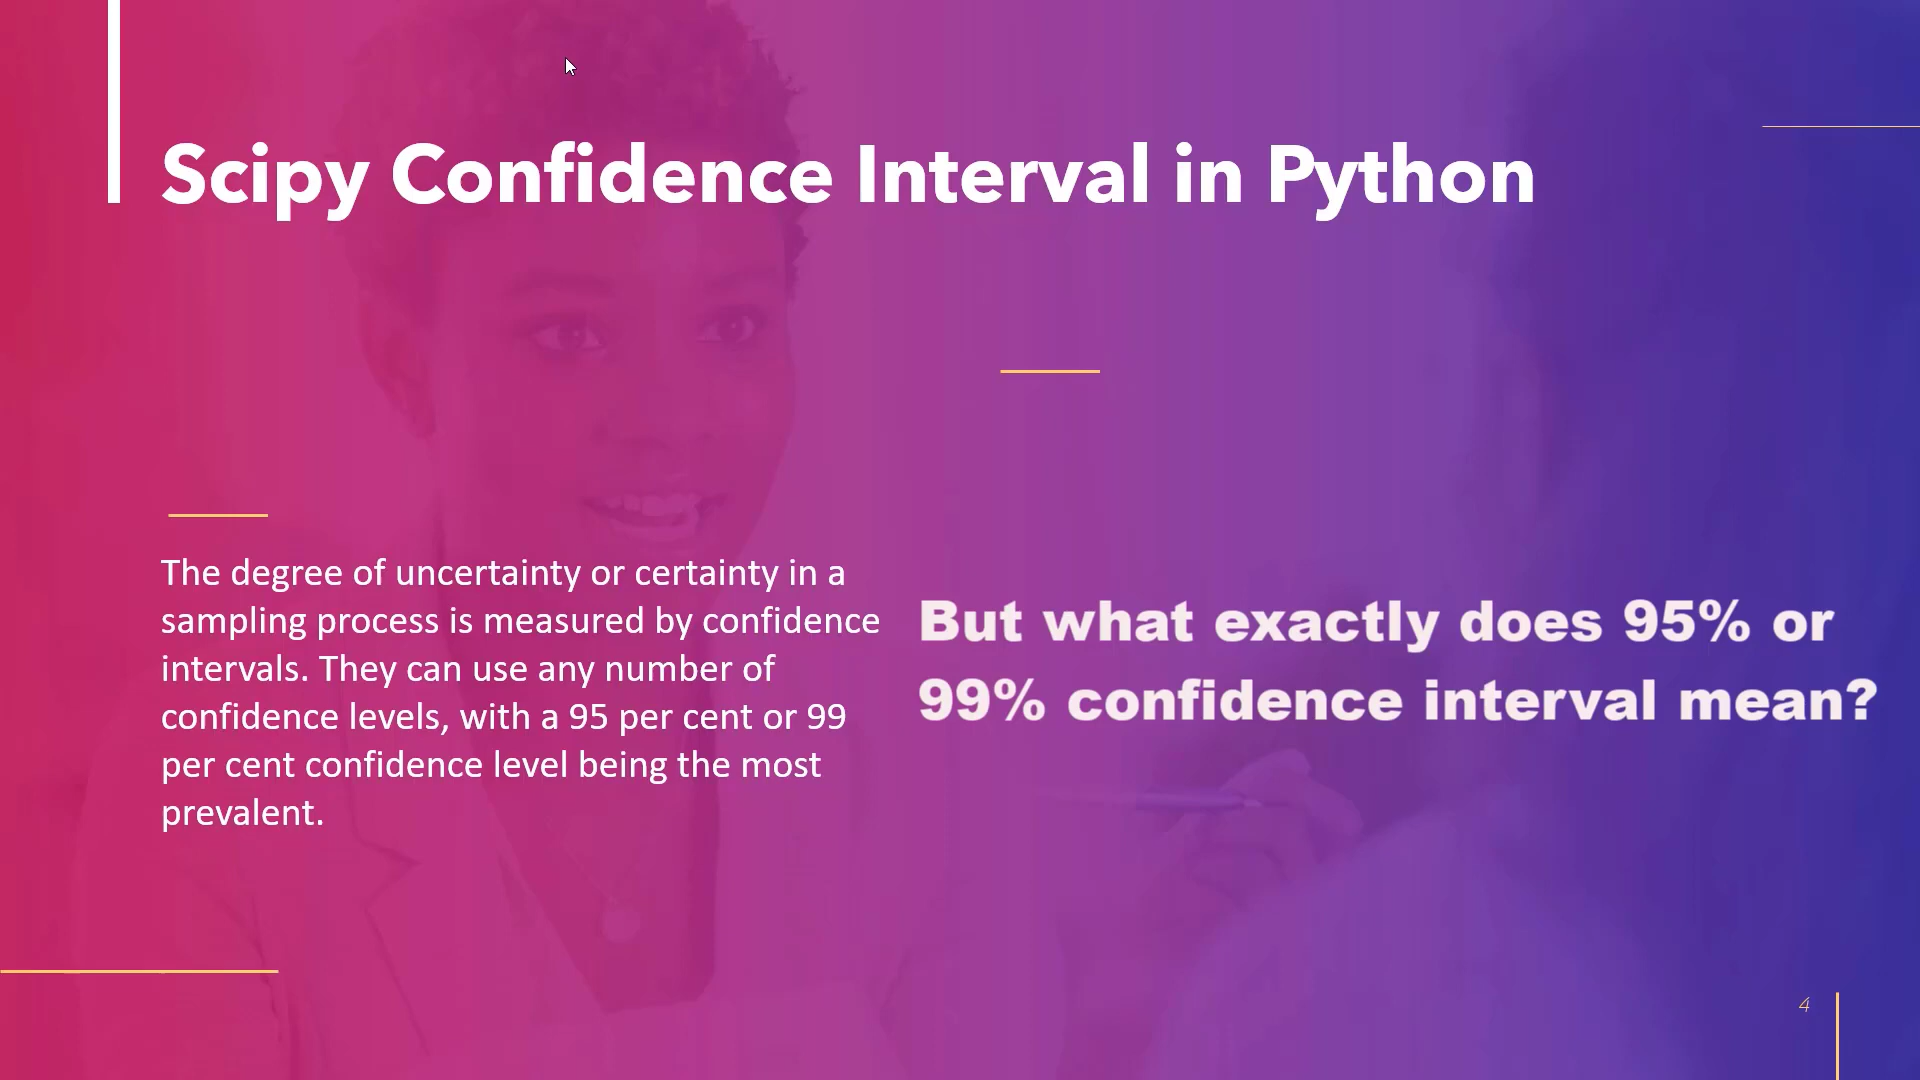 Scipy Confidence Interval in Python
The degree of uncertainty or certainty in a
sampling process is measured by confidence
intervals. They can use any number of
confidence levels, with a 95 per cent or 99
per cent confidence level being the most
prevalent.
But what exactly does 95% or
99% confidence interval mean?
4